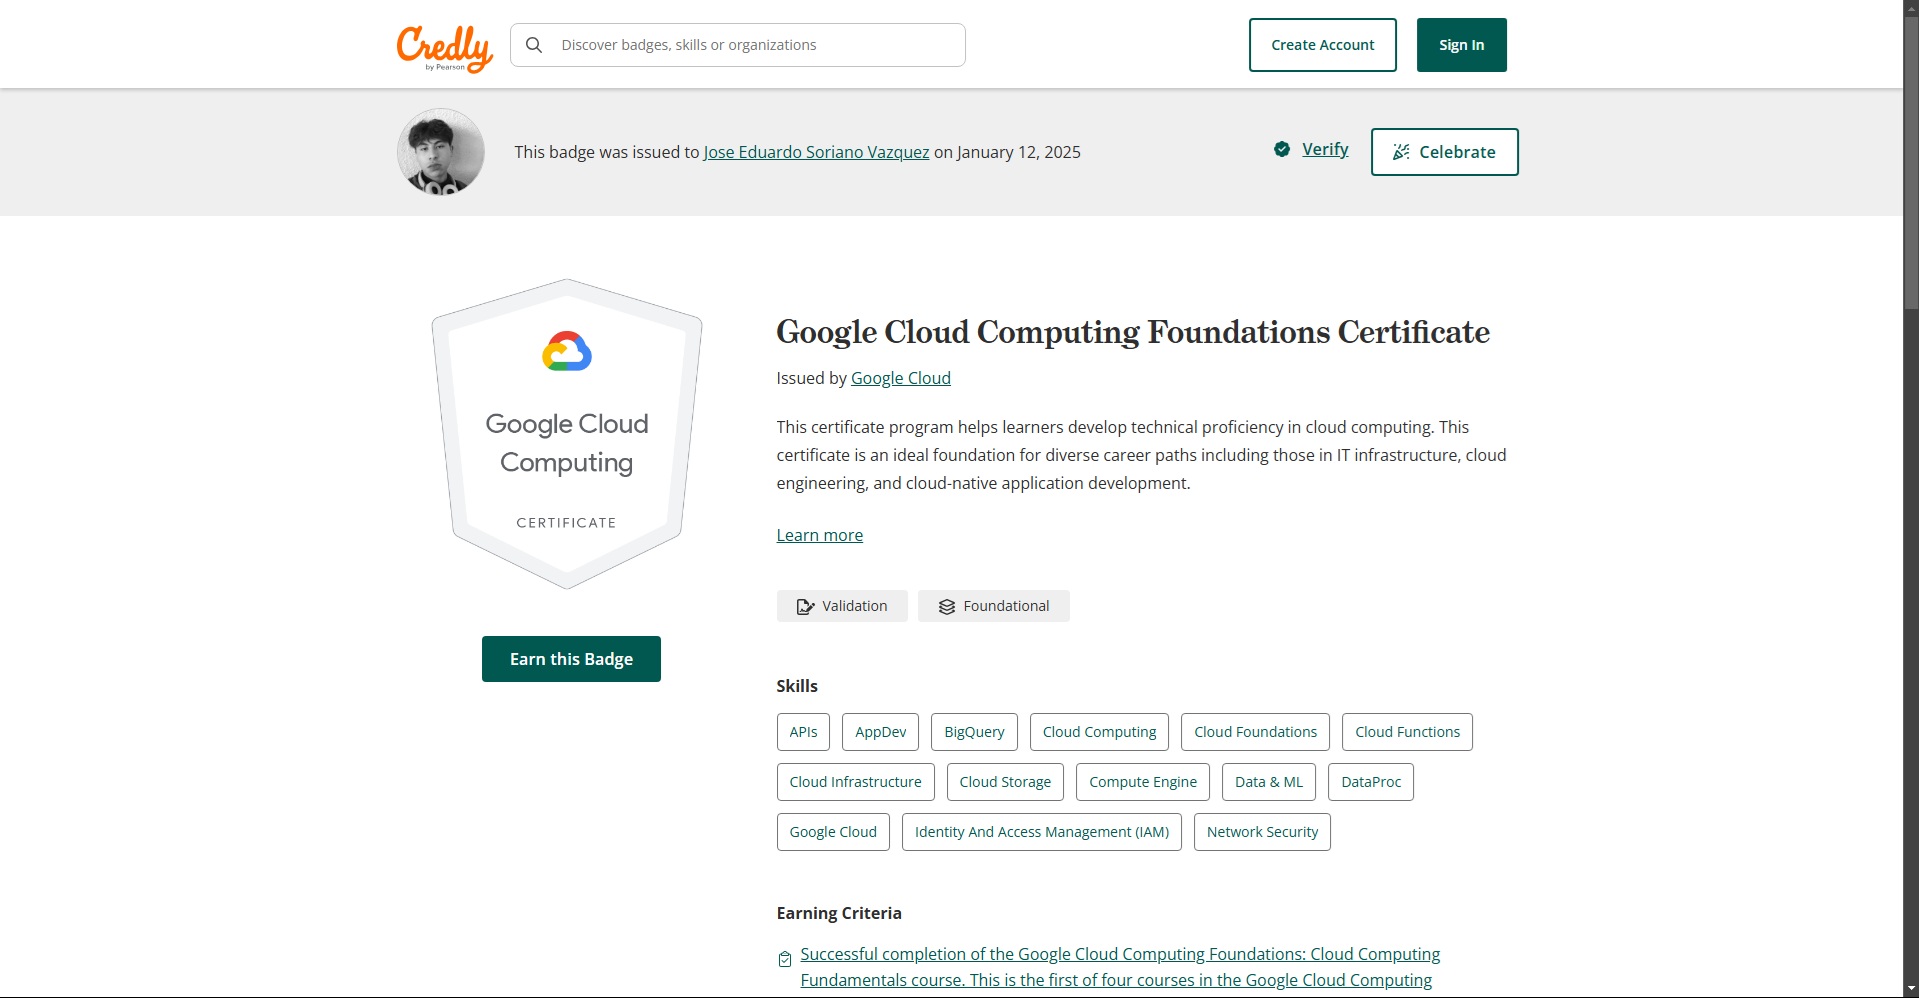 Credly
by Pearson
Discover badges, skills or organizations
Create Account
Sign In
This badge was issued to Jose Eduardo Soriano Vazquez on January 12, 2025
Verify
Celebrate
Google Cloud
Computing
CERTIFICATE
Earn this Badge
Google Cloud Computing Foundations Certificate
Issued by Google Cloud
This certificate program helps learners develop technical proficiency in cloud computing. This
certificate is an ideal foundation for diverse career paths including those in IT infrastructure, cloud
engineering, and cloud-native application development.
Learn more
Validation
Foundational
Skills
APIs
AppDev
BigQuery
Cloud Computing
Cloud Foundations
Cloud Functions
Cloud Infrastructure
Cloud Storage
Compute Engine
Data & ML
DataProc
Google Cloud
Identity And Access Management (IAM)
Network Security
Earning Criteria
Successful completion of the Google Cloud Computing Foundations: Cloud Computing
Fundamentals course. This is the first of four courses in the Google Cloud Computing